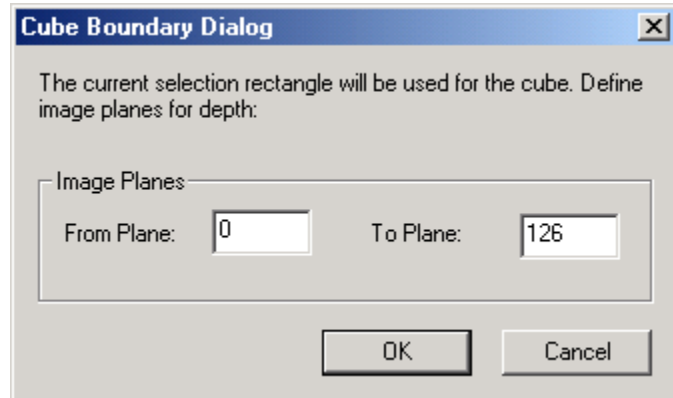 Cube Boundary Dialog
The current selection rectangle will be used for the cube. Define
image planes for depth:
Image Planes
From Plane: 0 To Plane: 126
OK Cancel